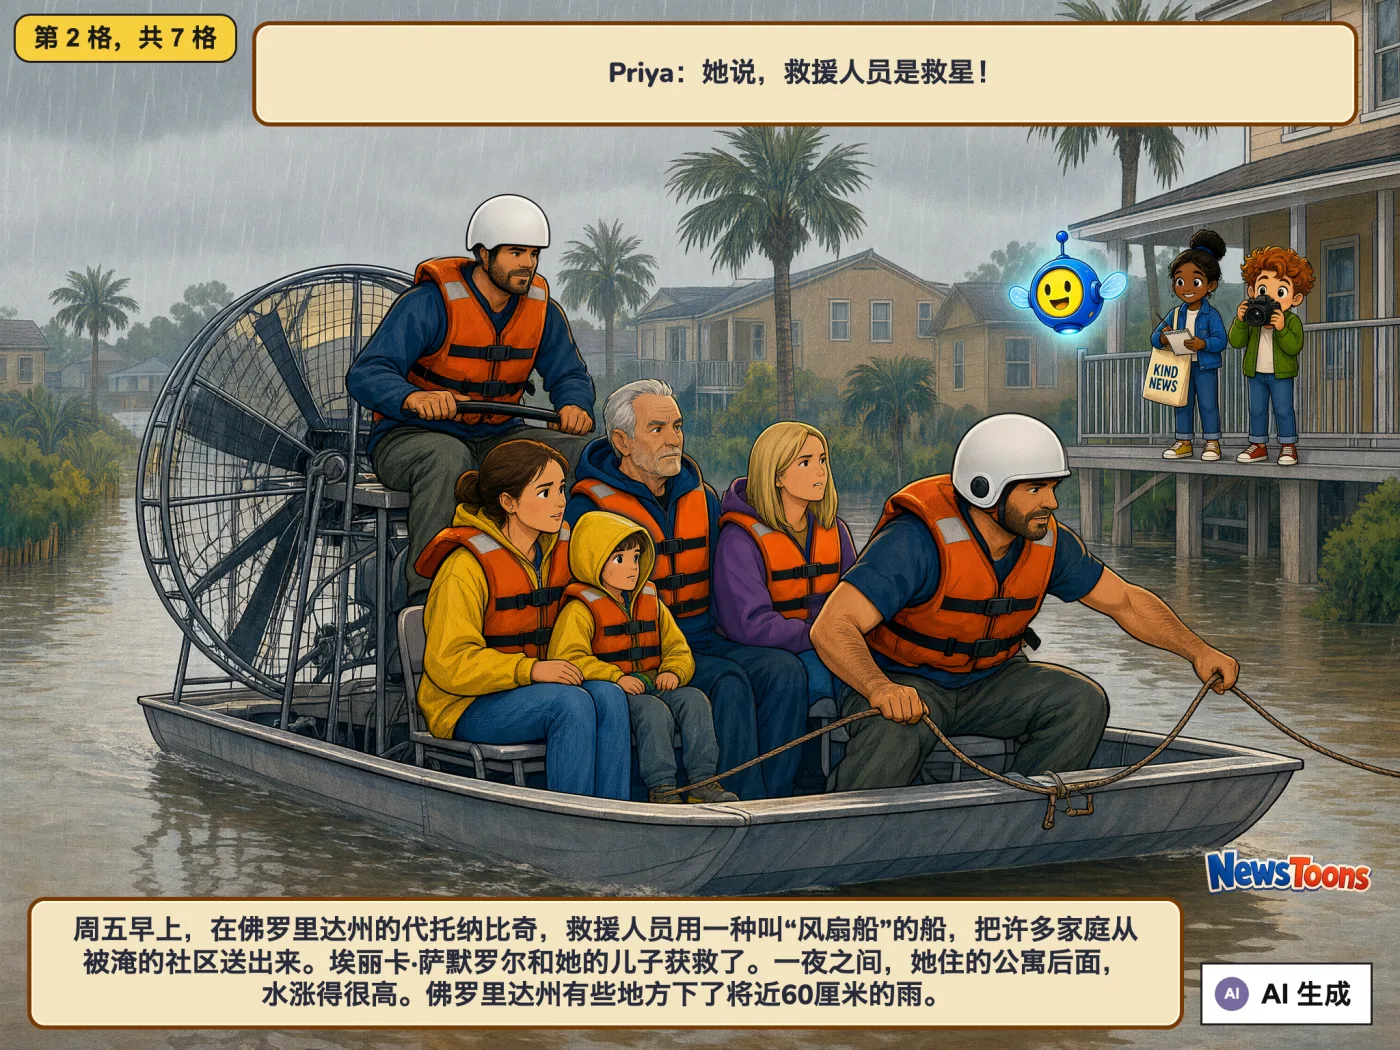 第 2 格，共 7 格
Priya：她说，救援人员是救星！
KIND
NEWS
NewsToons
周五早上，在佛罗里达州的代托纳比奇，救援人员用一种叫“风扇船”的船，把许多家庭从
被淹的社区送出来。埃丽卡·萨默罗尔和她的儿子获救了。一夜之间，她住的公寓后面，
水涨得很高。佛罗里达州有些地方下了将近60厘米的雨。
AI AI 生成